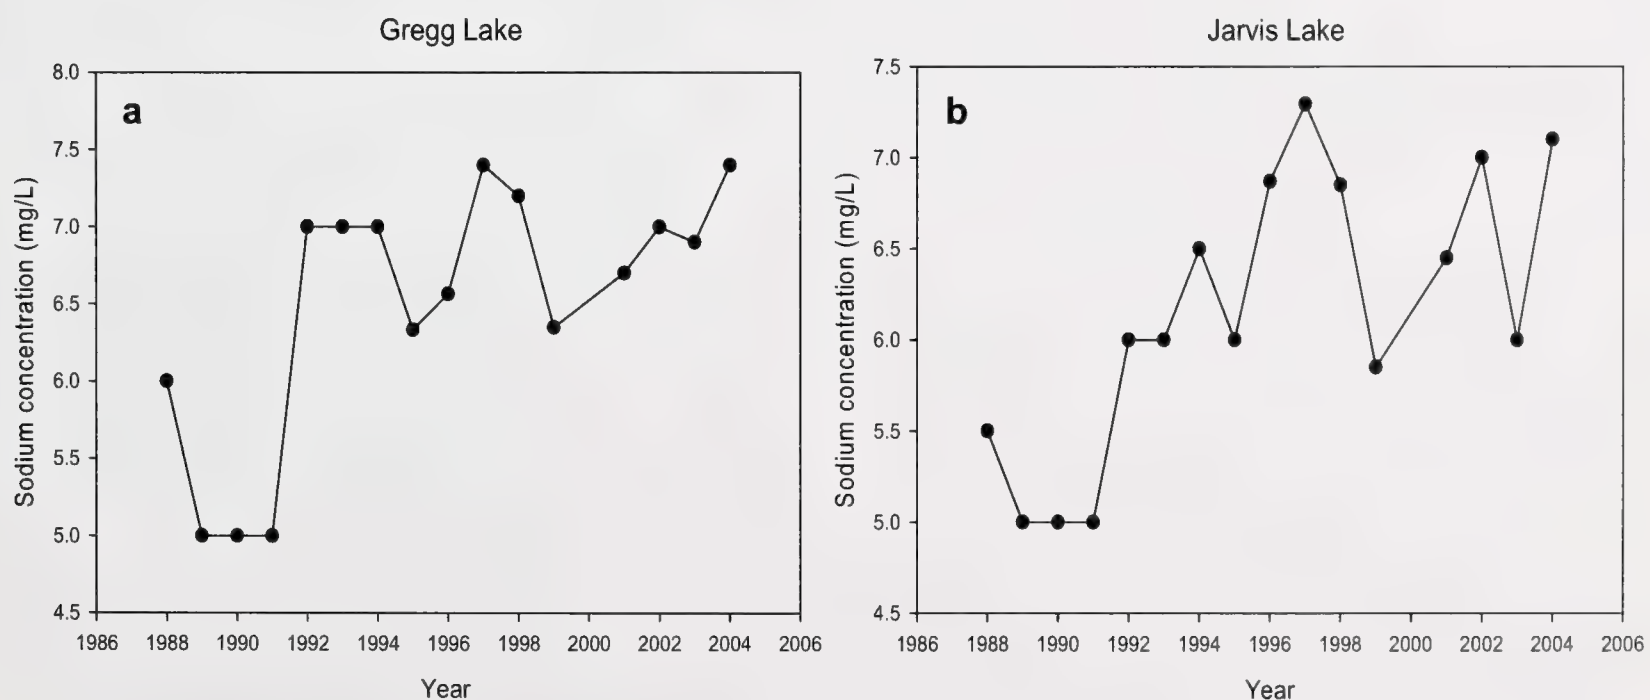 Gregg Lake
a
Sodium concentration (mg/L)
8.0
7.5
7.0
6.5
6.0
5.5
5.0
4.5
1986 1988 1990 1992 1994 1996 1998 2000 2002 2004 2006
Year
Jarvis Lake
b
Sodium concentration (mg/L)
7.5
7.0
6.5
6.0
5.5
5.0
4.5
1986 1988 1990 1992 1994 1996 1998 2000 2002 2004 2006
Year